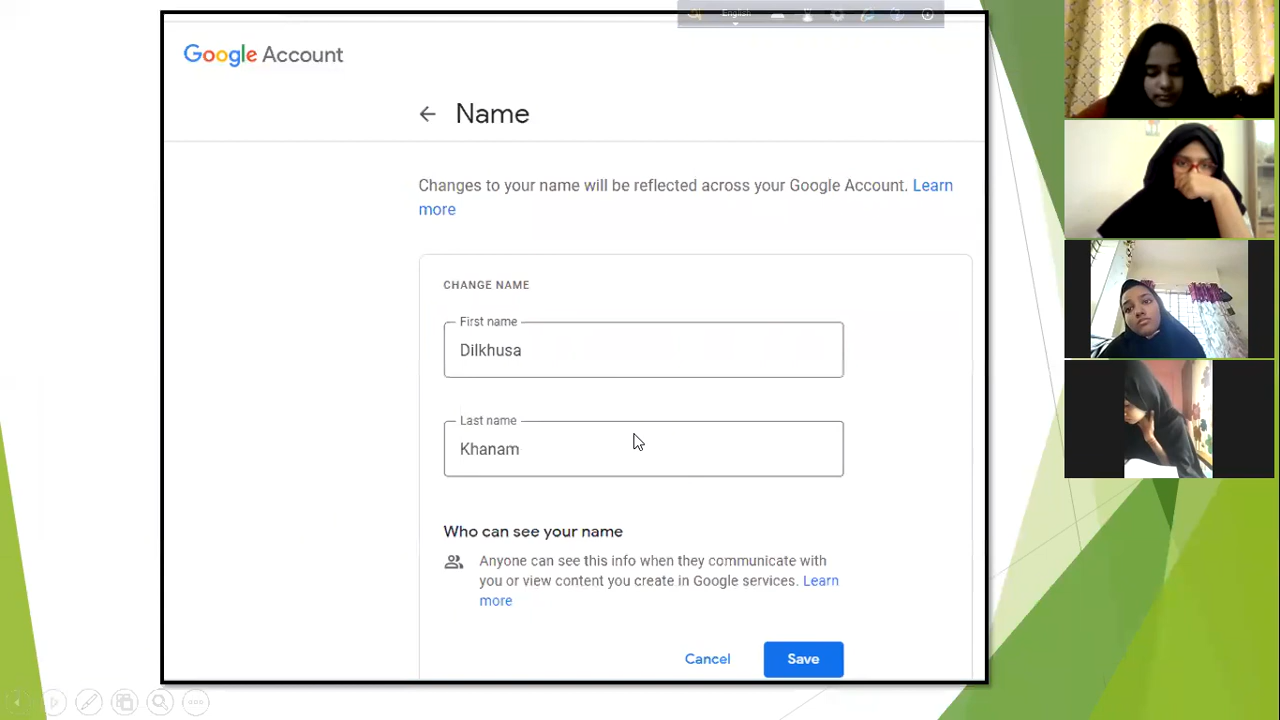 English
Google Account
Name
Changes to your name will be reflected across your Google Account. Learn
more
CHANGE NAME
First name
Dilkhusa
Last name
Khanam
Who can see your name
Anyone can see this info when they communicate with
you or view content you create in Google services. Learn
more
Cancel
Save